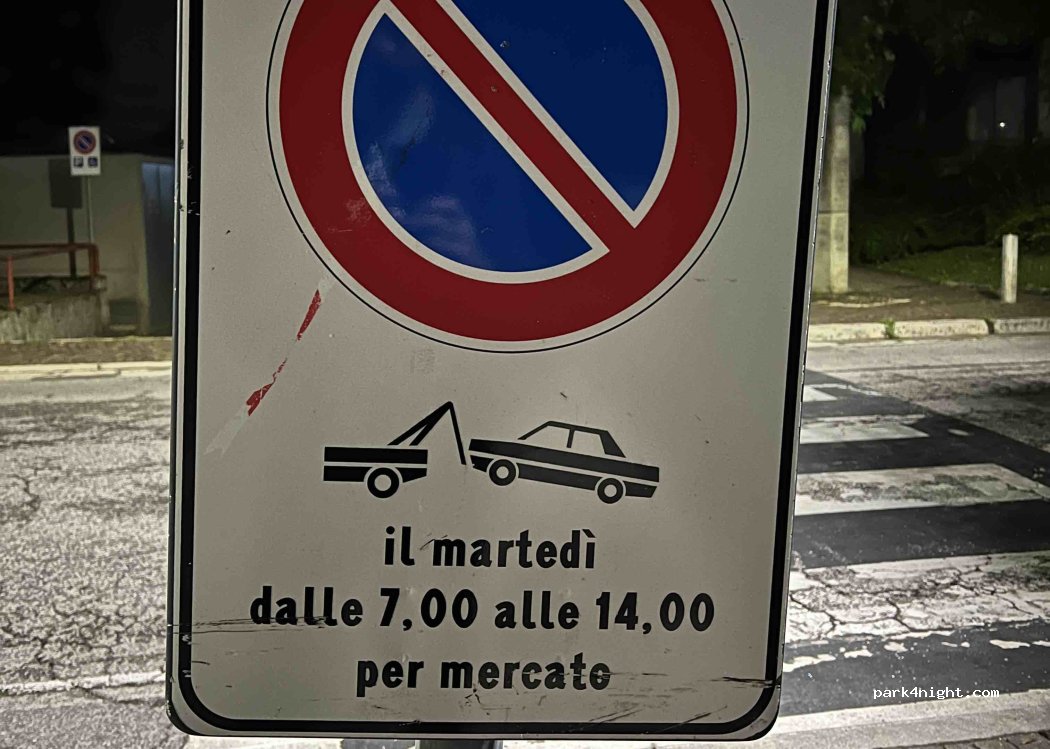 il martedì
dalle 7,00 alle 14,00
per mercato
park4night.com